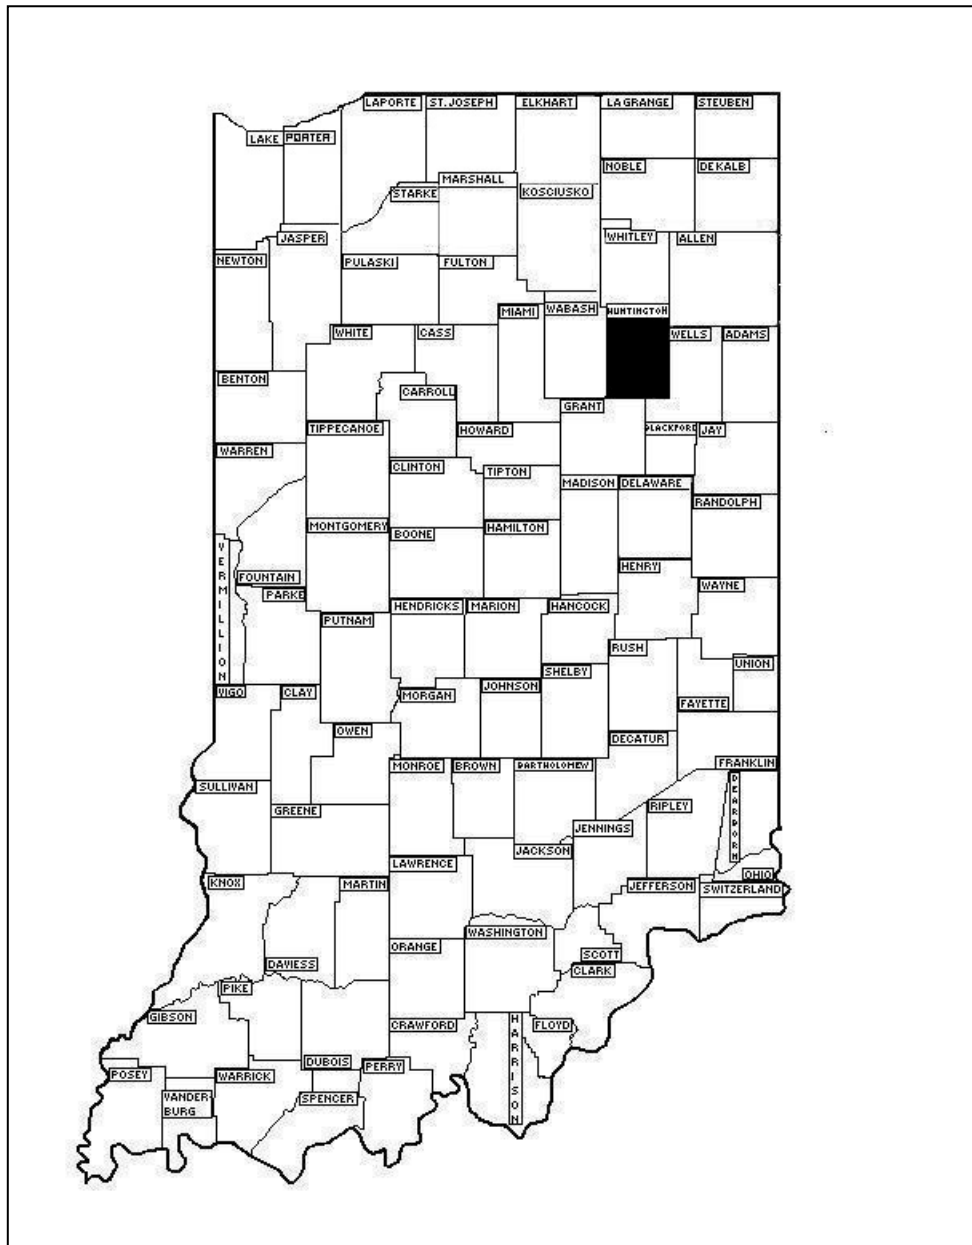 LAPORTE
ST. JOSEPH
ELKHART
LAGRANGE
STEUBEN
LAKE
PORTER
NOBLE
DEKALB
MARSHALL
STARKE
KOSCIUSKO
JASPER
WHITLEY
ALLEN
NEWTON
PULASKI
FULTON
MIAMI
WABASH
HUNTINGTON
WHITE
CASS
WELLS
ADAMS
BENTON
CARROLL
GRANT
TIPPECANOE
HOWARD
BLACKFORD
JAY
WARREN
CLINTON
TIPTON
MADISON
DELAWARE
RANDOLPH
MONTGOMERY
BOONE
HAMILTON
VERMILLION
FOUNTAIN
HENRY
WAYNE
PARKE
HENDRICKS
MARION
HANCOCK
PUTNAM
RUSH
UNION
SHELBY
VIGO
CLAY
MORGAN
JOHNSON
FAYETTE
OWEN
DECATUR
MONROE
BROWN
BARTHOLOMEW
FRANKLIN
SULLIVAN
DEARBORN
GREENE
RIPLEY
JENNINGS
JACKSON
LAWRENCE
OHIO
KNOX
MARTIN
JEFFERSON
SWITZERLAND
WASHINGTON
ORANGE
SCOTT
DAVIESS
CLARK
PIKE
GIBSON
CRAWFORD
HARRISON
FLOYD
DUBOIS
PERRY
POSEY
WARRICK
VANDER
BURG
SPENCER